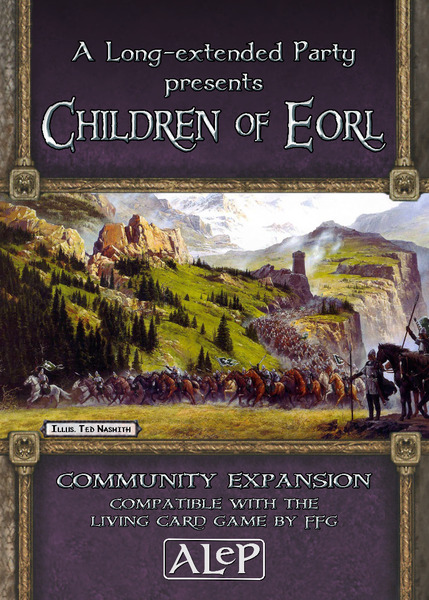 A Long-extended Party
presents
Children of Eorl
Illus. Ted Nasmith
Community Expansion
compatible with the
Living Card Game by FFG
ALeP